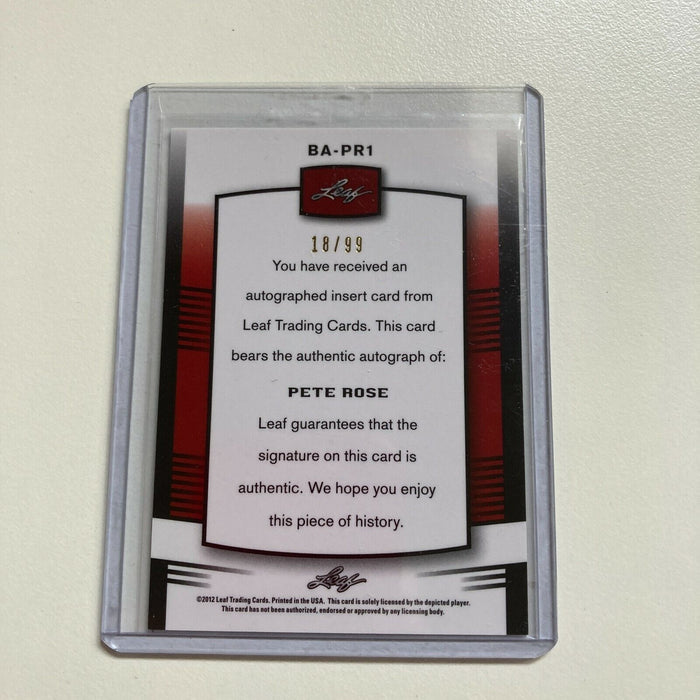 BA-PR1
Leaf
18/99
You have received an
autographed insert card from
Leaf Trading Cards. This card
bears the authentic autograph of:
PETE ROSE
Leaf guarantees that the
signature on this card is
authentic. We hope you enjoy
this piece of history.
Leaf
©2012 Leaf Trading Cards. Printed in the USA. This card is solely licensed by the depicted player.
This card has not been authorized, endorsed or approved by any licensing body.